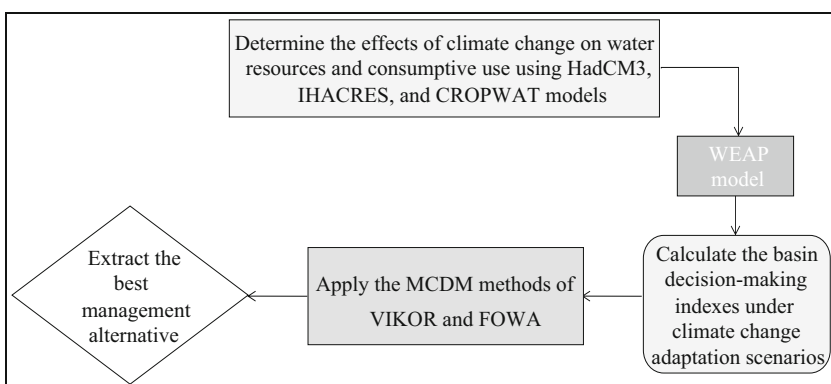 Determine the effects of climate change on water
resources and consumptive use using HadCM3,
IHACRES, and CROPWAT models
WEAP
model
Calculate the basin
decision-making
indexes under
climate change
adaptation scenarios
Apply the MCDM methods of
VIKOR and FOWA
Extract the
best
management
alternative